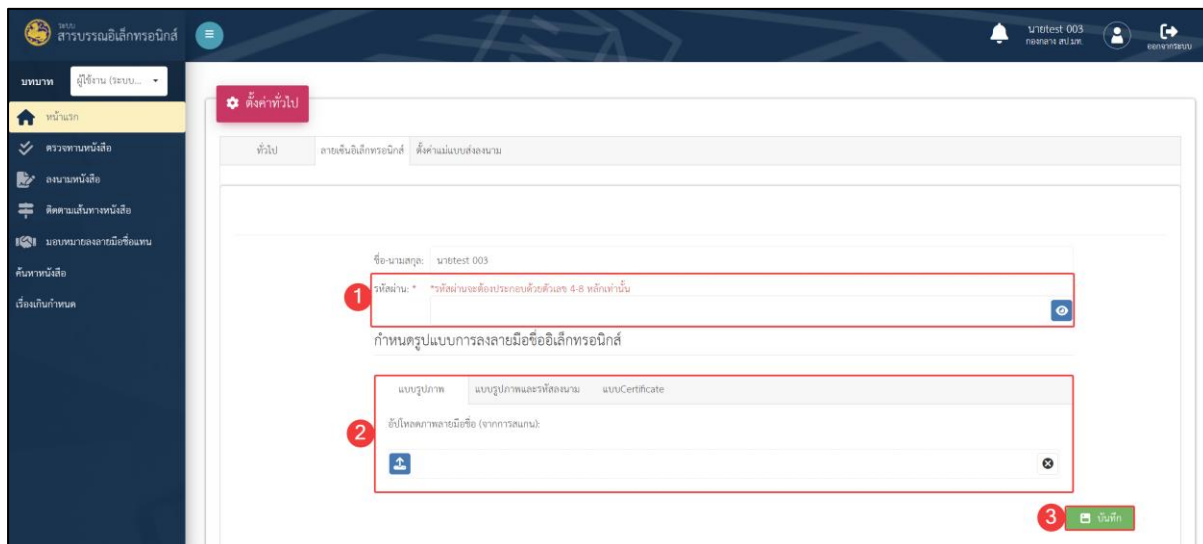 ระบบ
สารบรรณอิเล็กทรอนิกส์
นายtest 003
กองกลาง สป.มท.
ออกจากระบบ
บทบาท
ผู้ใช้งาน (ระบบ...
หน้าแรก
ตรวจทานหนังสือ
ลงนามหนังสือ
ติดตามเส้นทางหนังสือ
มอบหมายลงลายมือชื่อแทน
ค้นหาหนังสือ
เรื่องเกินกำหนด
ตั้งค่าทั่วไป
ทั่วไป ลายเซ็นอิเล็กทรอนิกส์ ตั้งค่าแม่แบบส่งลงนาม
ชื่อ-นามสกุล: นายtest 003
1
รหัสผ่าน: * *รหัสผ่านจะต้องประกอบด้วยตัวเลข 4-8 หลักเท่านั้น
กำหนดรูปแบบการลงลายมือชื่ออิเล็กทรอนิกส์
แบบรูปภาพ แบบรูปภาพและรหัสลงนาม แบบCertificate
2
อัปโหลดภาพลายมือชื่อ (จากการสแกน):
3 บันทึก